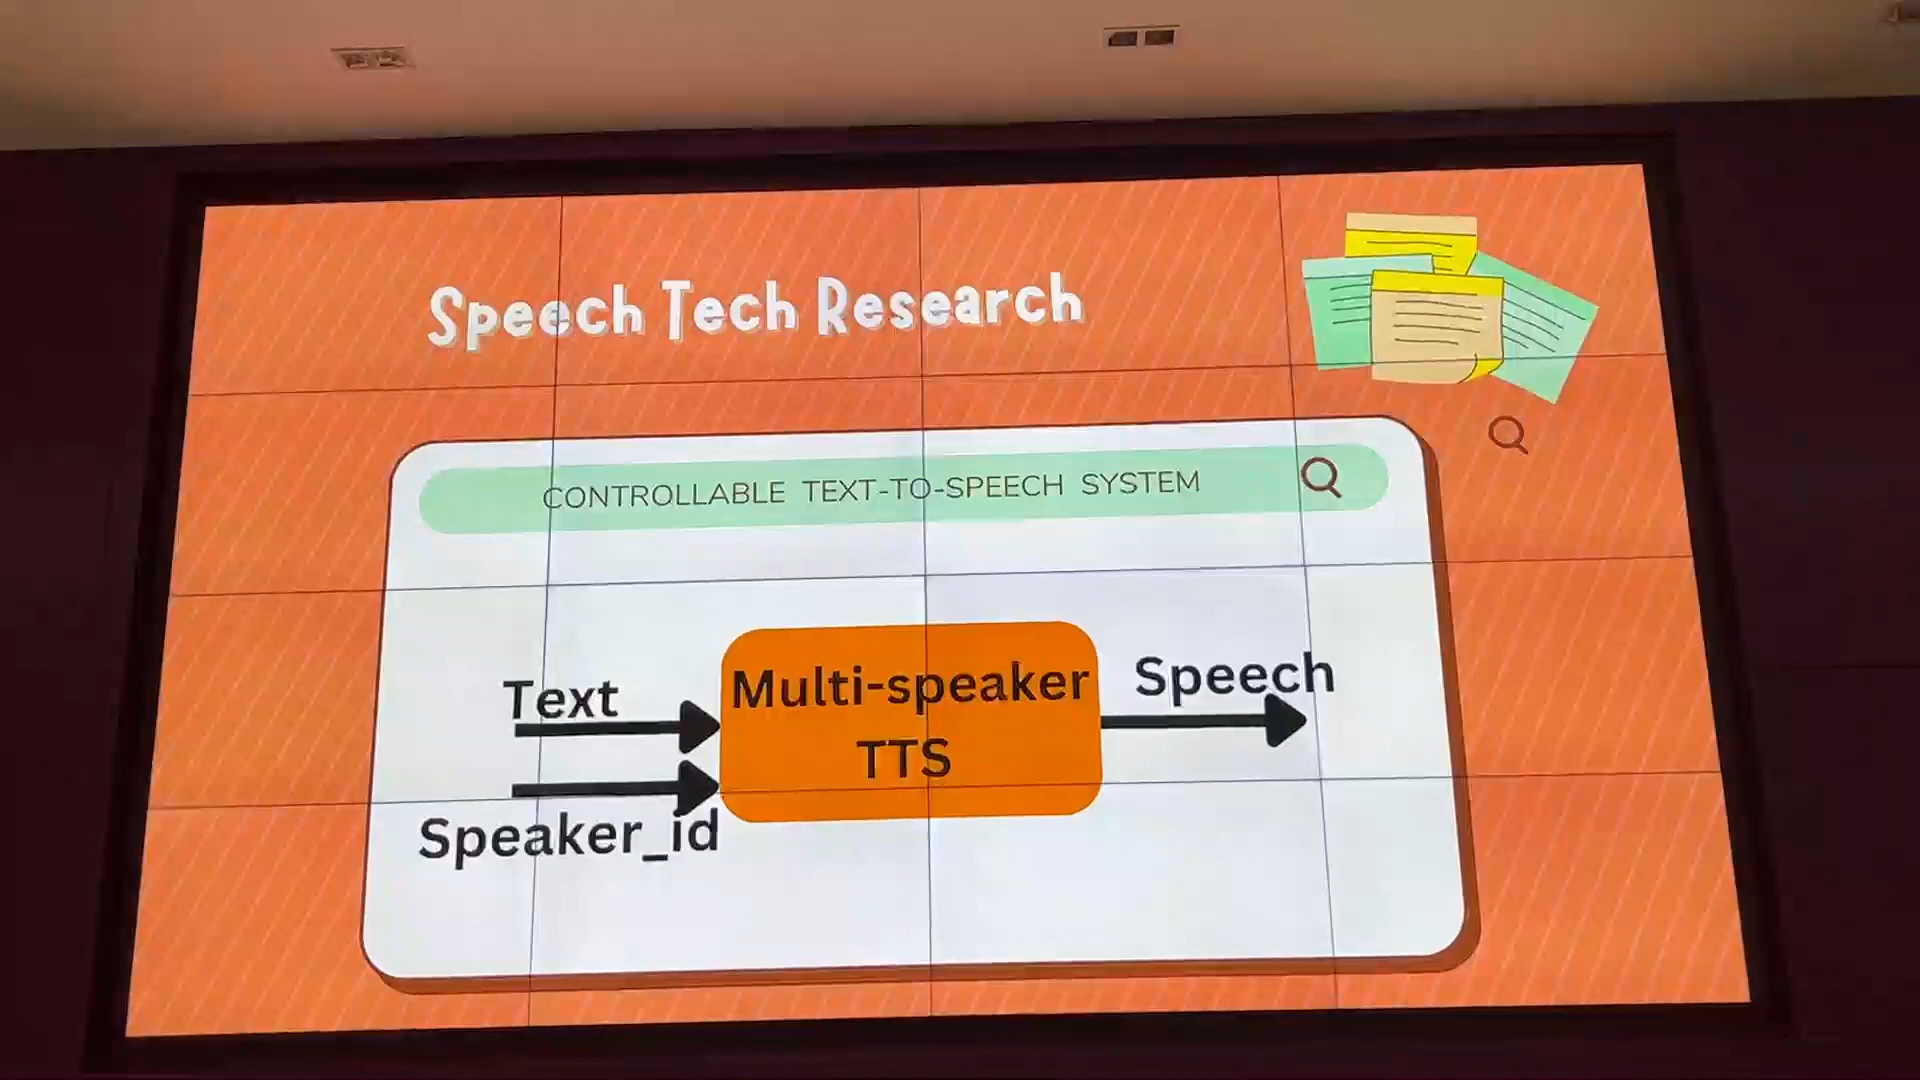 Speech Tech Research
CONTROLLABLE TEXT-TO-SPEECH SYSTEM
Text
Multi-speaker
TTS
Speech
Speaker_id